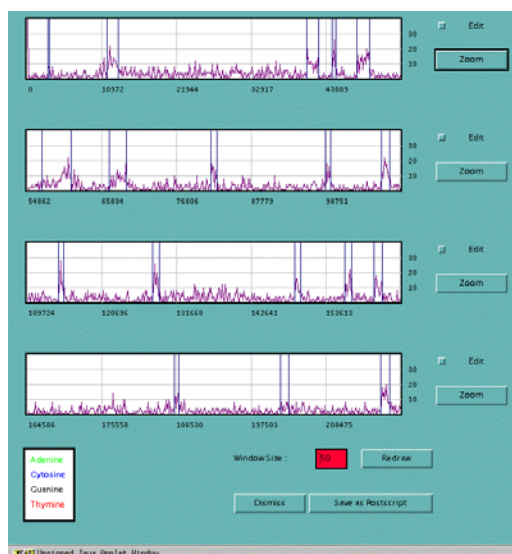 30 Edit
20
10 Zoom
0 10972 21944 32917 43889
30 Edit
20
10 Zoom
54862 65834 76806 87779 98751
30 Edit
20
10 Zoom
109724 120696 131668 142641 153613
30 Edit
20
10 Zoom
164586 175558 186530 197503 208475
Adenine
Cytosine
Guanine
Thymine
Window Size : 50 Redraw
Dismiss Save as Postscript
Unsigned Java Applet Window